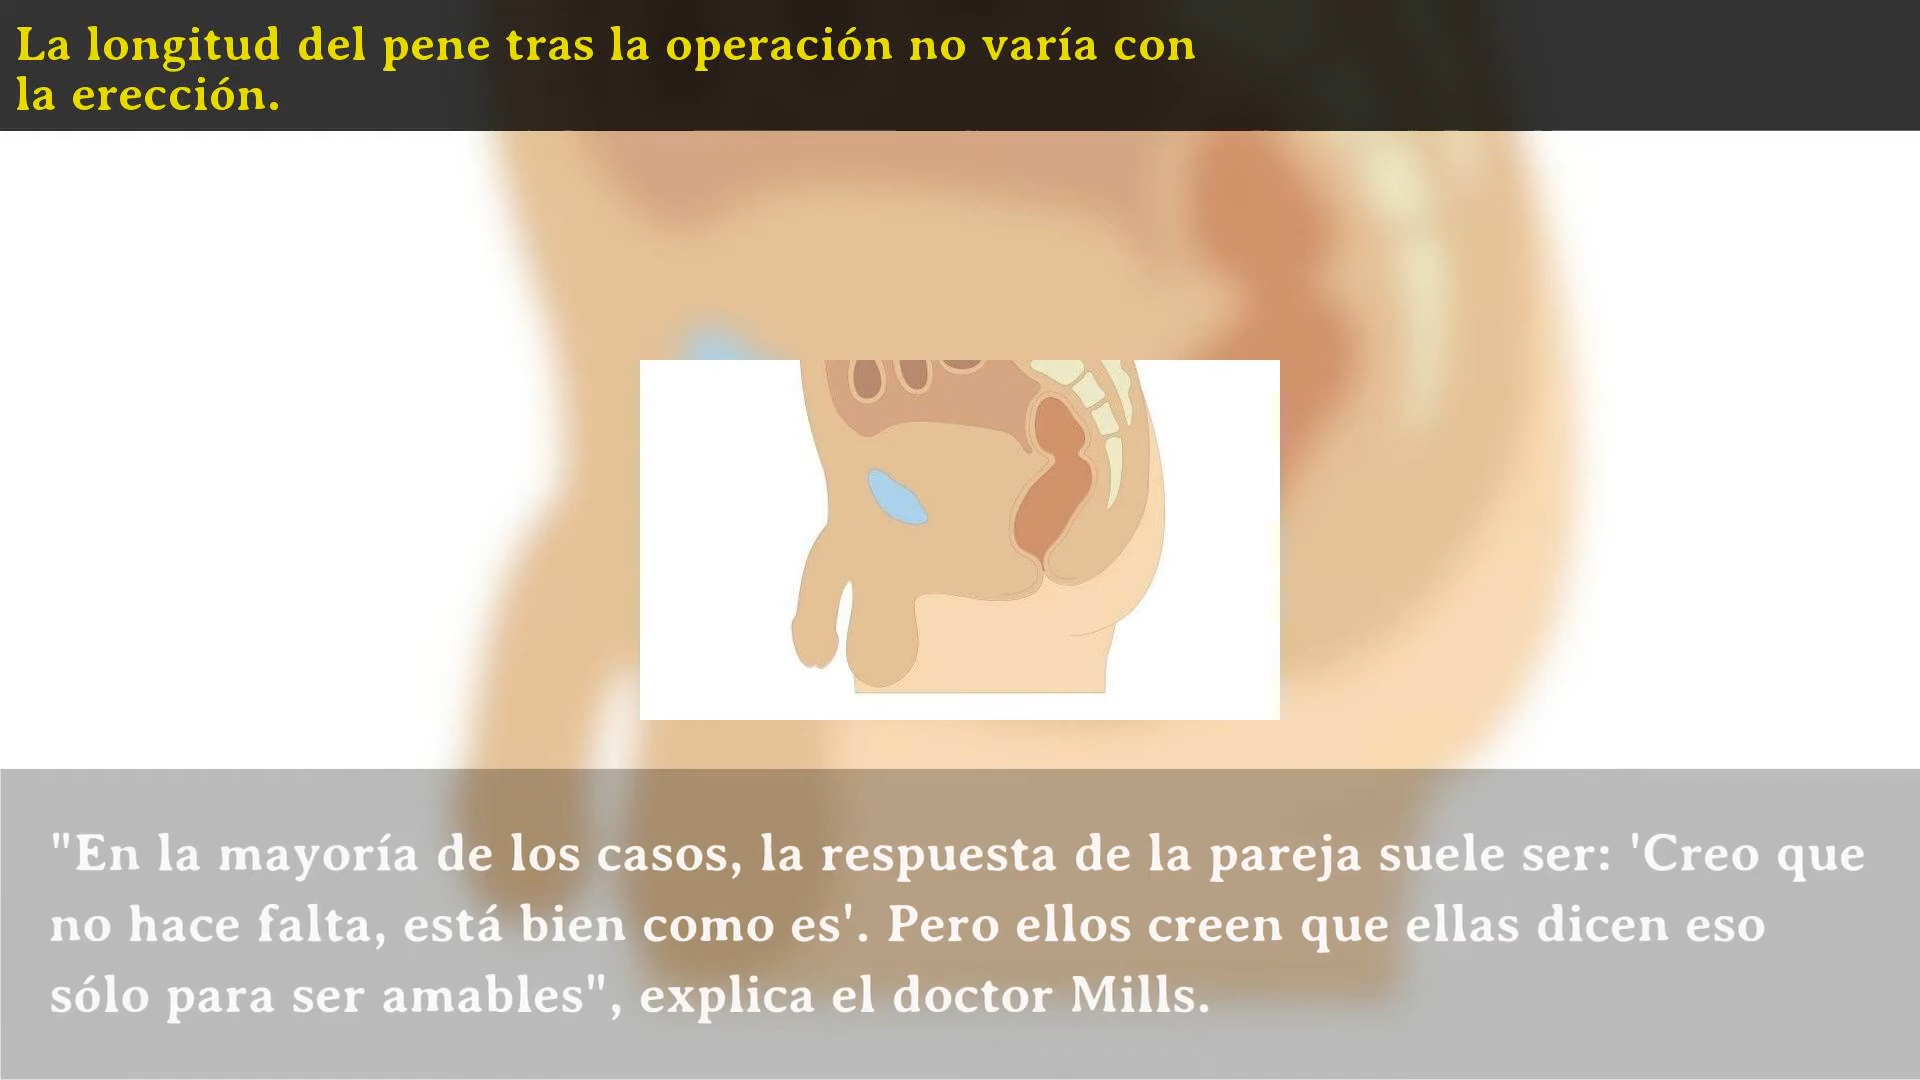 La longitud del pene tras la operación no varía con
la erección.
"En la mayoría de los casos, la respuesta de la pareja suele ser: 'Creo que
no hace falta, está bien como es'. Pero ellos creen que ellas dicen eso
sólo para ser amables", explica el doctor Mills.